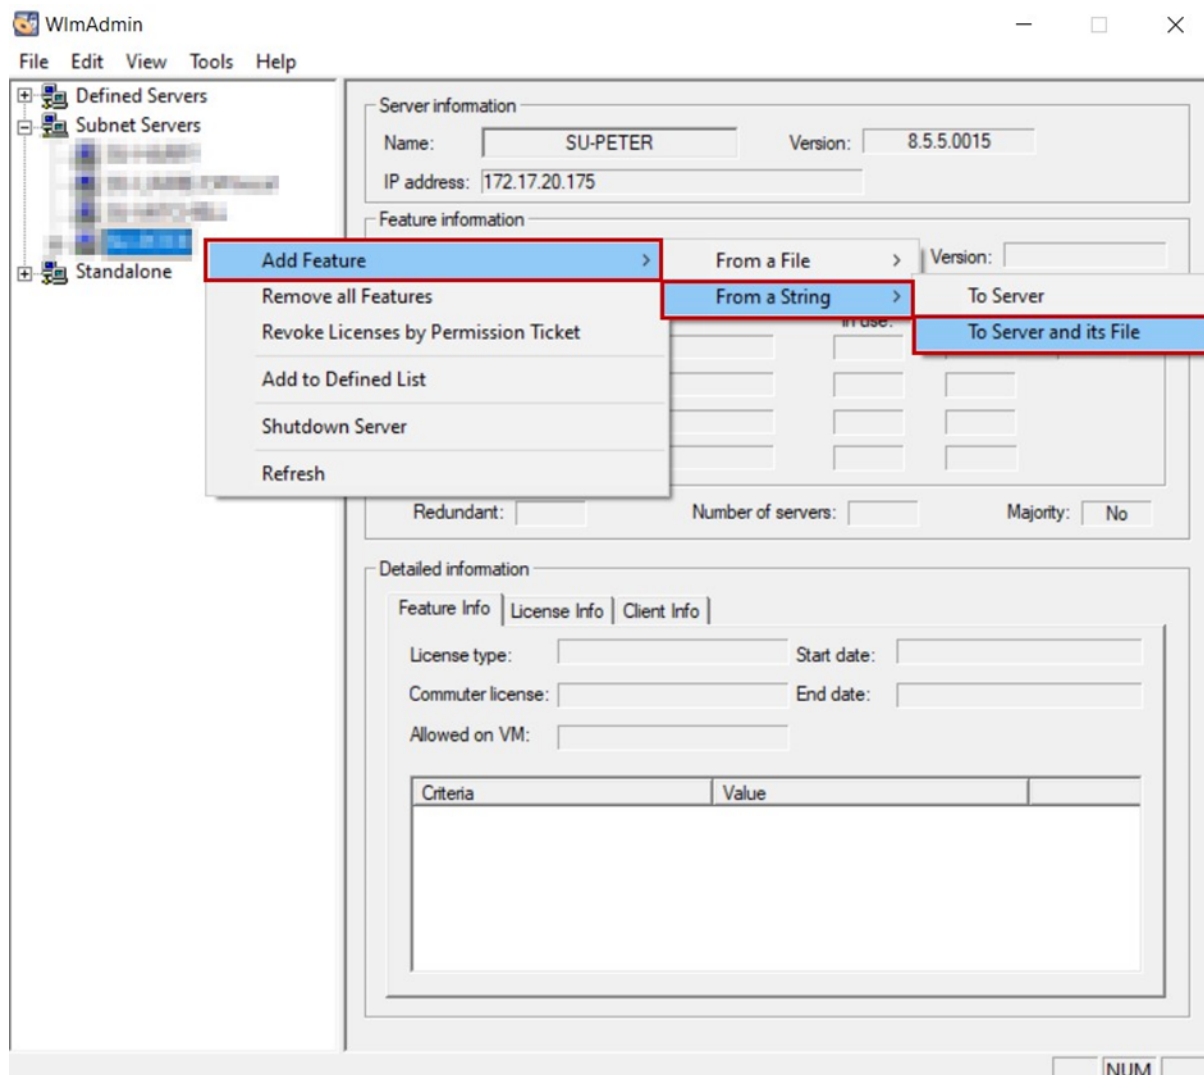 WlmAdmin
File Edit View Tools Help
Defined Servers
Subnet Servers
Standalone
Server information
Name: SU-PETER Version: 8.5.5.0015
IP address: 172.17.20.175
Feature information
Version:
Add Feature
Remove all Features
Revoke Licenses by Permission Ticket
Add to Defined List
Shutdown Server
Refresh
From a File
From a String
To Server
To Server and its File
Redundant: Number of servers: Majority: No
Detailed information
Feature Info License Info Client Info
License type: Start date:
Commuter license: End date:
Allowed on VM:
Criteria Value
NUM